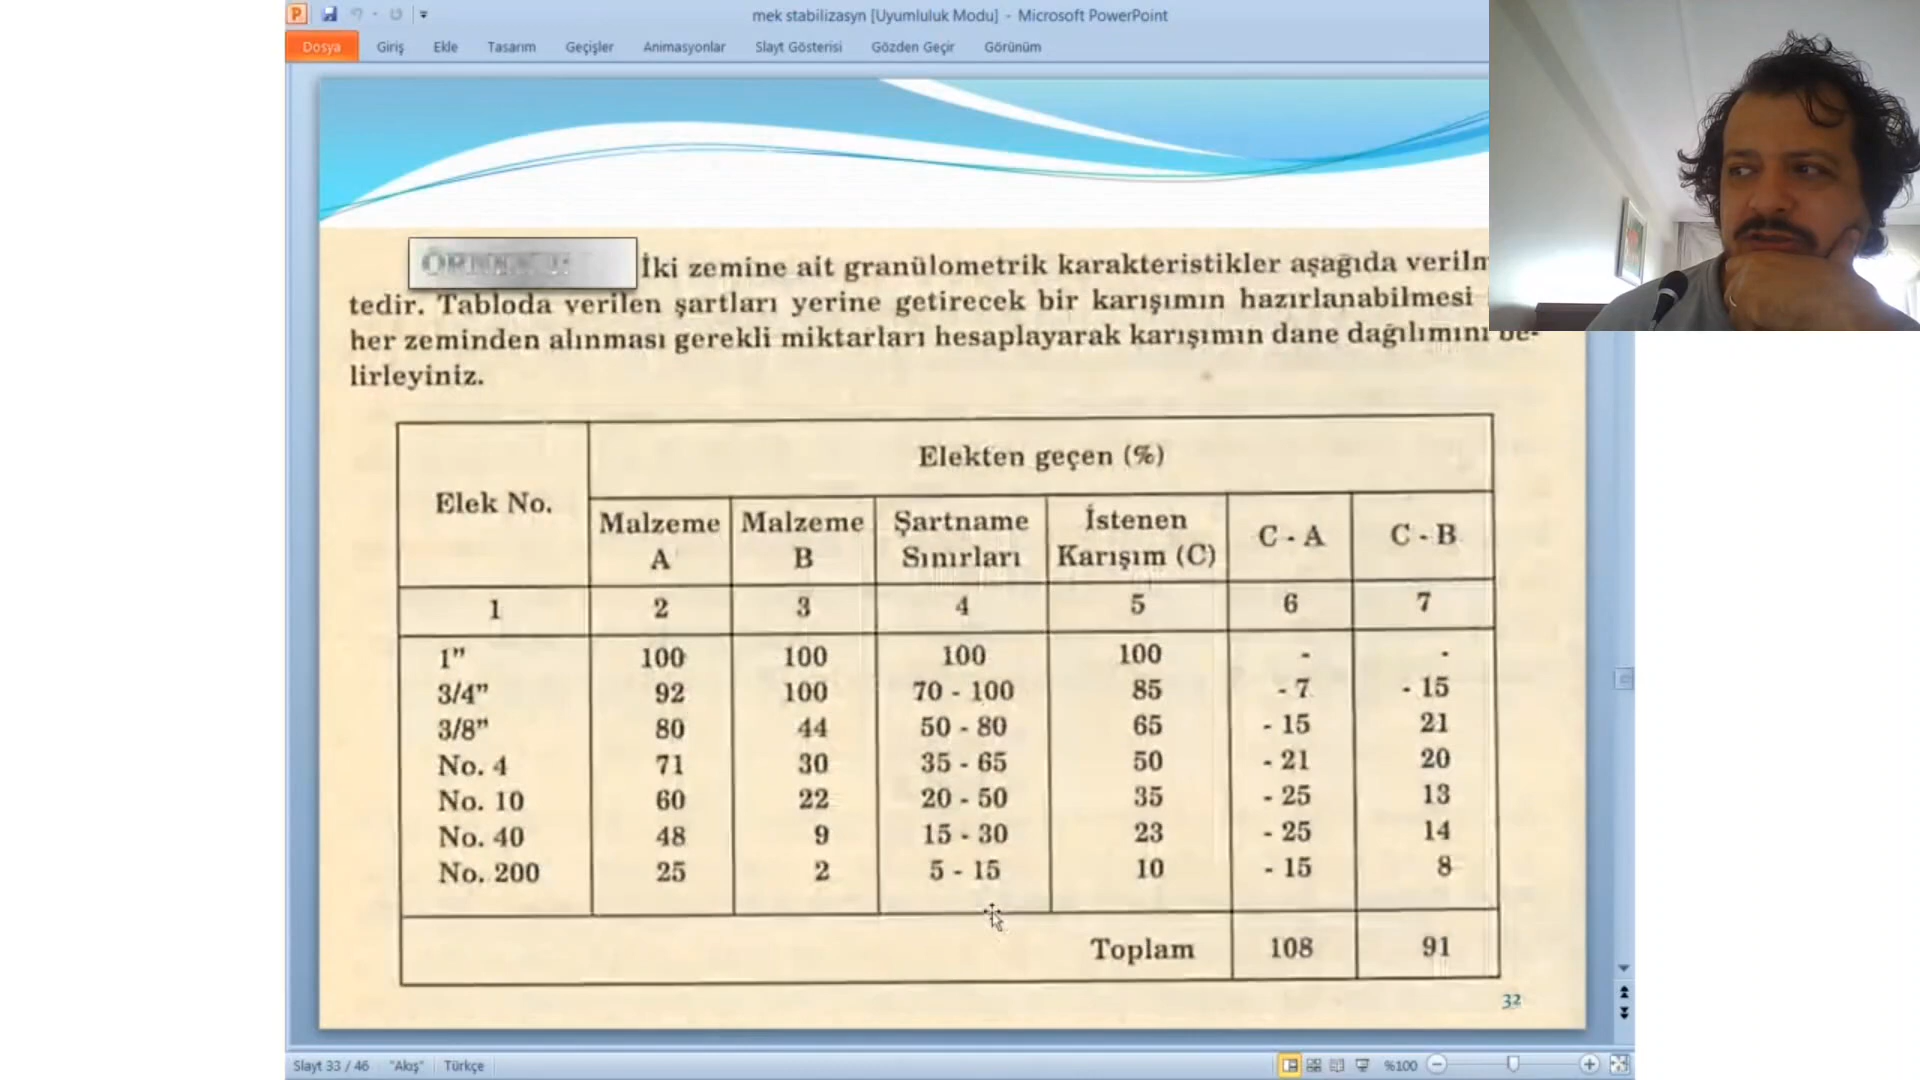 mek stabilizasyn [Uyumluluk Modu] - Microsoft PowerPoint
Dosya Giriş Ekle Tasarım Geçişler Animasyonlar Slayt Gösterisi Gözden Geçir Görünüm
İki zemine ait granülometrik karakteristikler aşağıda
tedir. Tabloda verilen şartları yerine getirecek bir karışımın hazırlanabilmesi
her zeminden alınması gerekli miktarları hesaplayarak karışımın dane dağılımını be-
lirleyiniz.
Elek No. Elekten geçen (%)
Malzeme A Malzeme B Şartname Sınırları İstenen Karışım (C) C - A C - B
1 2 3 4 5 6 7
1" 100 100 100 100 - -
3/4" 92 100 70 - 100 85 - 7 - 15
3/8" 80 44 50 - 80 65 - 15 21
No. 4 71 30 35 - 65 50 - 21 20
No. 10 60 22 20 - 50 35 - 25 13
No. 40 48 9 15 - 30 23 - 25 14
No. 200 25 2 5 - 15 10 - 15 8
Toplam 108 91
32
Slayt 33 / 46 "Akış" Türkçe %100